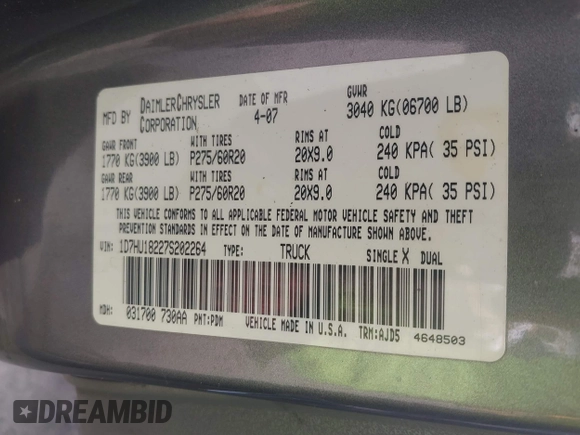 MFD BY DAIMLERCHRYSLER CORPORATION
DATE OF MFR 4-07
GVWR 3040 KG(06700 LB)
GAWR FRONT WITH TIRES RIMS AT COLD
1770 KG(3900 LB) P275/60R20 20X9.0 240 KPA( 35 PSI)
GAWR REAR WITH TIRES RIMS AT COLD
1770 KG(3900 LB) P275/60R20 20X9.0 240 KPA( 35 PSI)
THIS VEHICLE CONFORMS TO ALL APPLICABLE FEDERAL MOTOR VEHICLE SAFETY AND THEFT
PREVENTION STANDARDS IN EFFECT ON THE DATE OF MANUFACTURE SHOWN ABOVE.
VIN: 1D7HU18227S202264 TYPE: TRUCK SINGLE X DUAL
MDH: 031700 730AA PNT:PDM VEHICLE MADE IN U.S.A. TRM:AJD5 4648503
DREAMBID